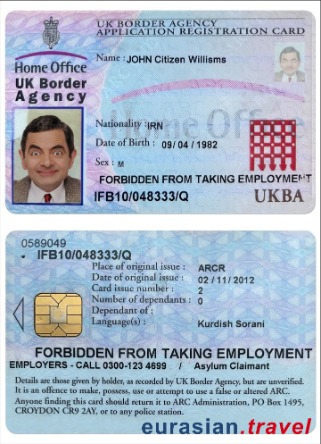 UK BORDER AGENCY
APPLICATION REGISTRATION CARD
Home Office
UK Border
Agency
Name : JOHN Citizen Willisms
Nationality : IRN
Date of Birth : 09/ 04 / 1982
Sex : M
FORBIDDEN FROM TAKING EMPLOYMENT
IFB10/048333/Q
UKBA
0589049
IFB10/048333/Q
Place of original issue : ARCR
Date of original issue : 02 / 11 / 2012
Card issue number : 2
Number of dependants : 0
Dependant of :
Language(s) : Kurdish Sorani
FORBIDDEN FROM TAKING EMPLOYMENT
EMPLOYERS - CALL 0300-123 4699 / Asylum Claimant
Details are those given by holder, as recorded by UK Border Agency, but are unverified.
It is an offence to make, possess, use or attempt to use a false or altered ARC.
Anyone finding this card should return it to ARC Administration, PO Box 1495,
CROYDON CR9 2AY, or to any police station.
eurasian.travel